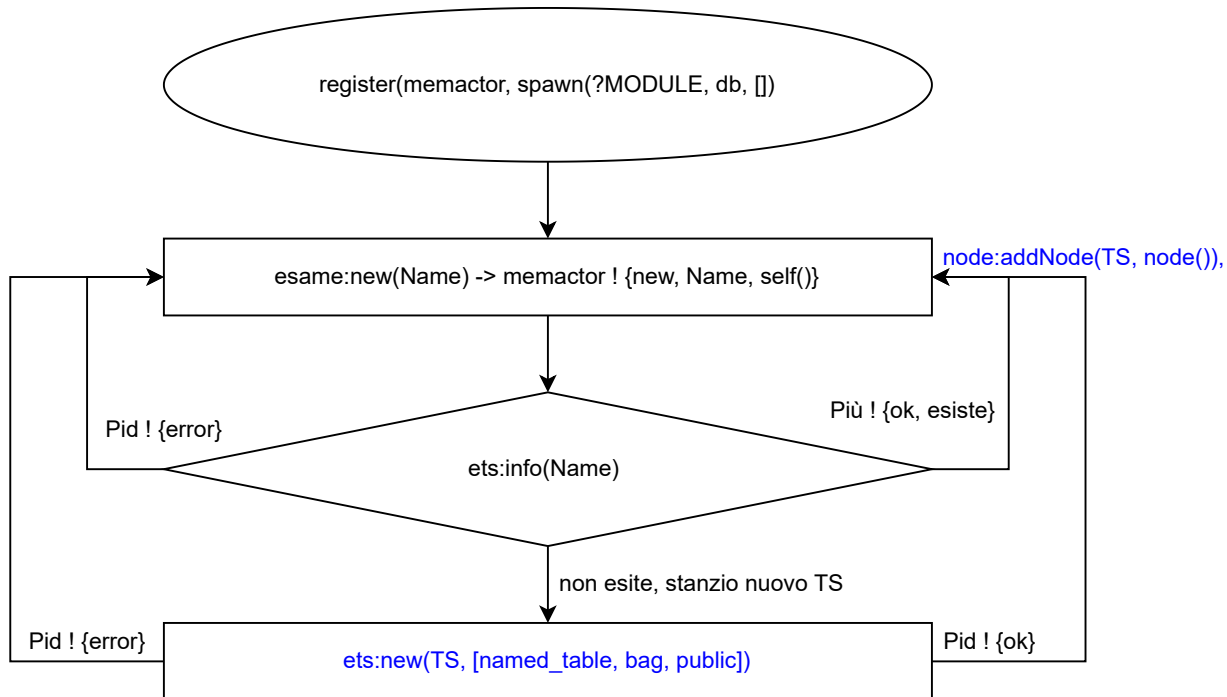 register(memactor, spawn(?MODULE, db, [])
node:addNode(TS, node()),
esame:new(Name) -> memactor ! {new, Name, self()}
Più ! {ok, esiste}
Pid ! {error}
ets:info(Name)
non esite, stanzio nuovo TS
Pid ! {error}
Pid ! {ok}
ets:new(TS, [named_table, bag, public])